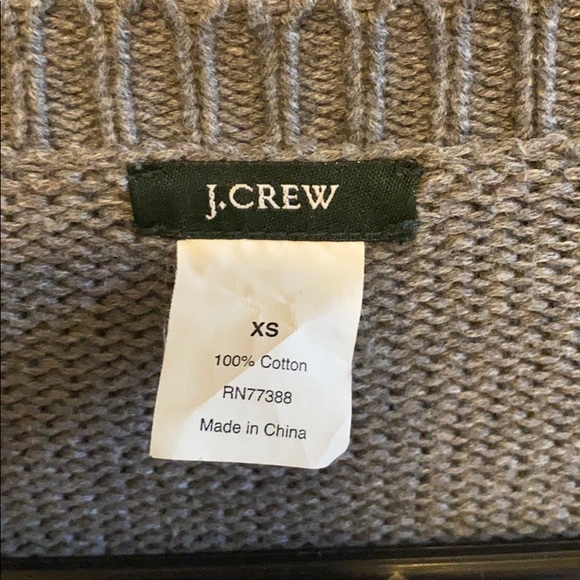 J.CREW
XS
100% Cotton
RN77388
Made in China